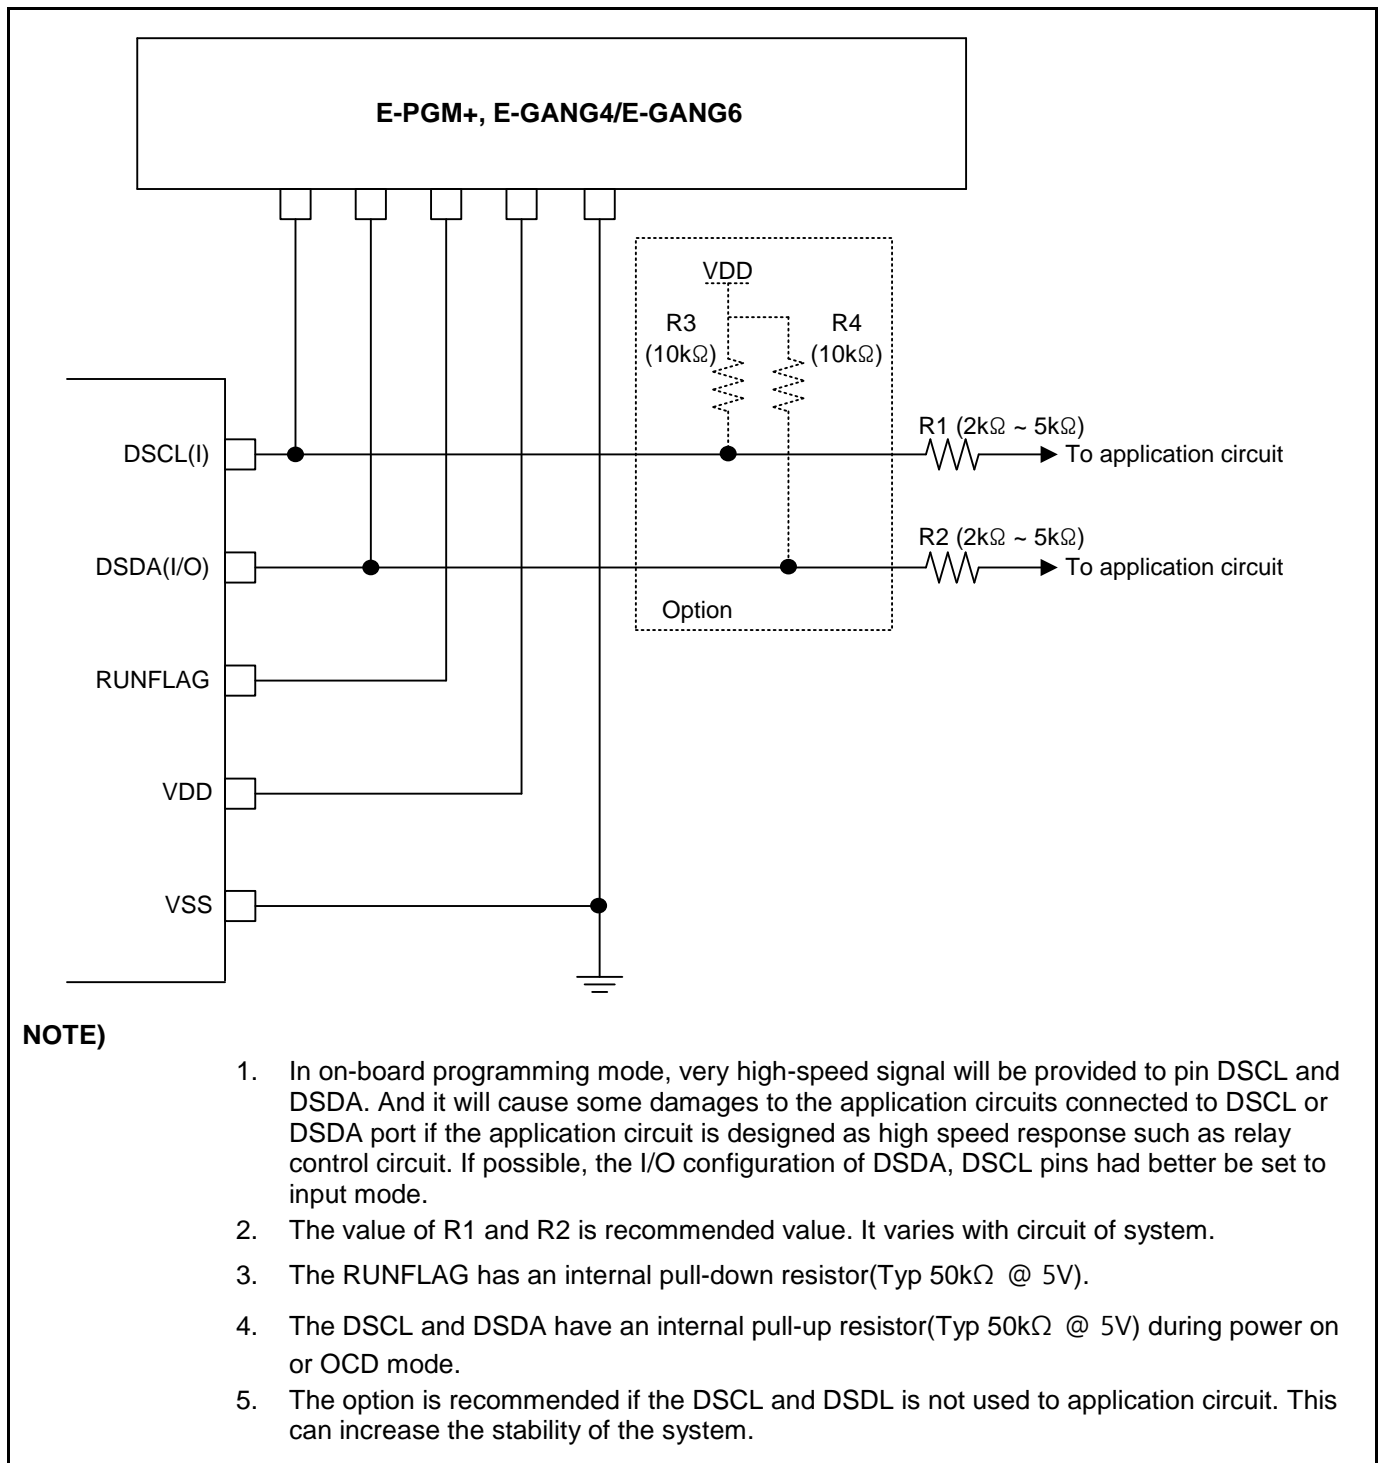 E-PGM+, E-GANG4/E-GANG6
VDD
R3
(10kΩ)
R4
(10kΩ)
R1 (2kΩ ~ 5kΩ)
DSCL(I)
To application circuit
R2 (2kΩ ~ 5kΩ)
DSDA(I/O)
To application circuit
Option
RUNFLAG
VDD
VSS
NOTE)
1. In on-board programming mode, very high-speed signal will be provided to pin DSCL and
DSDA. And it will cause some damages to the application circuits connected to DSCL or
DSDA port if the application circuit is designed as high speed response such as relay
control circuit. If possible, the I/O configuration of DSDA, DSCL pins had better be set to
input mode.
2. The value of R1 and R2 is recommended value. It varies with circuit of system.
3. The RUNFLAG has an internal pull-down resistor(Typ 50kΩ @ 5V).
4. The DSCL and DSDA have an internal pull-up resistor(Typ 50kΩ @ 5V) during power on
or OCD mode.
5. The option is recommended if the DSCL and DSDL is not used to application circuit. This
can increase the stability of the system.